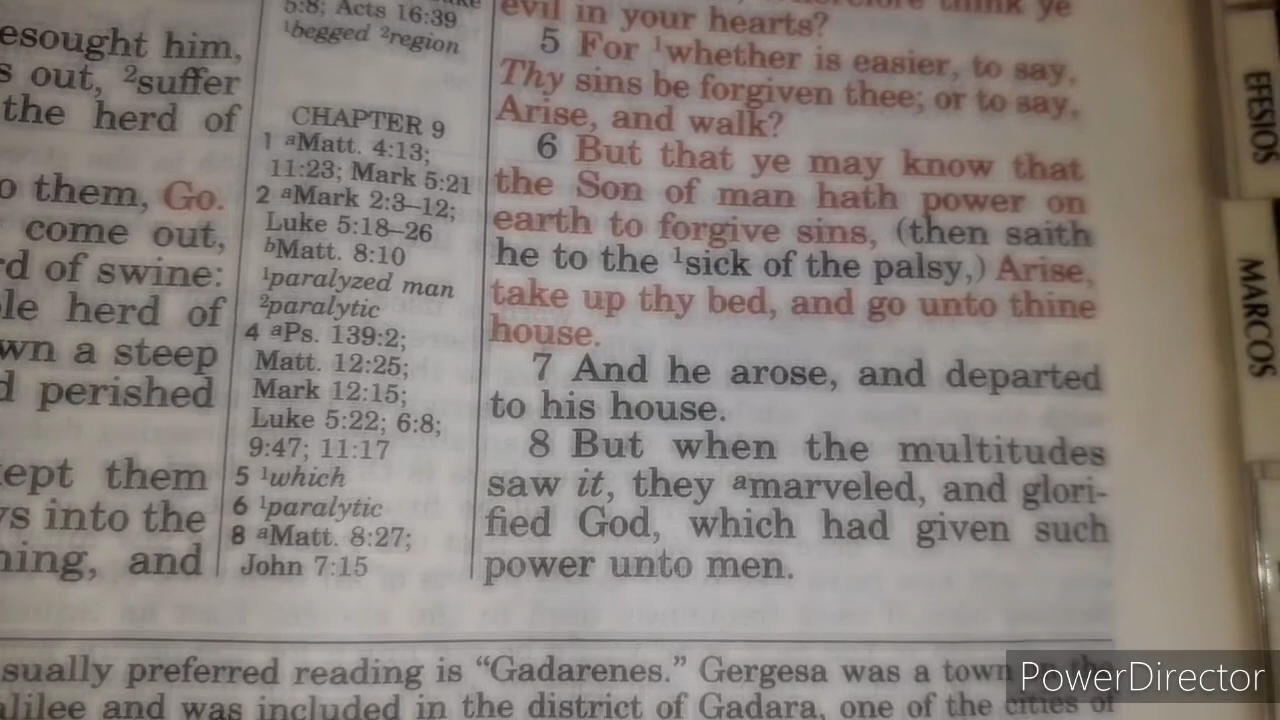 esought him,
s out, ²suffer
the herd of
o them, Go.
come out,
rd of swine:
le herd of
wn a steep
d perished
ept them
ys into the
ning, and
5:8; Acts 16:39
¹begged ²region
CHAPTER 9
1 ᵃMatt. 4:13;
11:23; Mark 5:21
2 ᵃMark 2:3–12;
Luke 5:18–26
ᵇMatt. 8:10
¹paralyzed man
²paralytic
4 ᵃPs. 139:2;
Matt. 12:25;
Mark 12:15;
Luke 5:22; 6:8;
9:47; 11:17
5 ¹which
6 ¹paralytic
8 ᵃMatt. 8:27;
John 7:15
think ye
evil in your hearts?
5 For ¹whether is easier, to say,
Thy sins be forgiven thee; or to say,
Arise, and walk?
6 But that ye may know that
the Son of man hath power on
earth to forgive sins, (then saith
he to the ¹sick of the palsy,) Arise,
take up thy bed, and go unto thine
house.
7 And he arose, and departed
to his house.
8 But when the multitudes
saw it, they ᵃmarveled, and glori-
fied God, which had given such
power unto men.
sually preferred reading is “Gadarenes.” Gergesa was a town
alilee and was included in the district of Gadara, one of the cities of
EFESIOS
MARCOS
PowerDirector